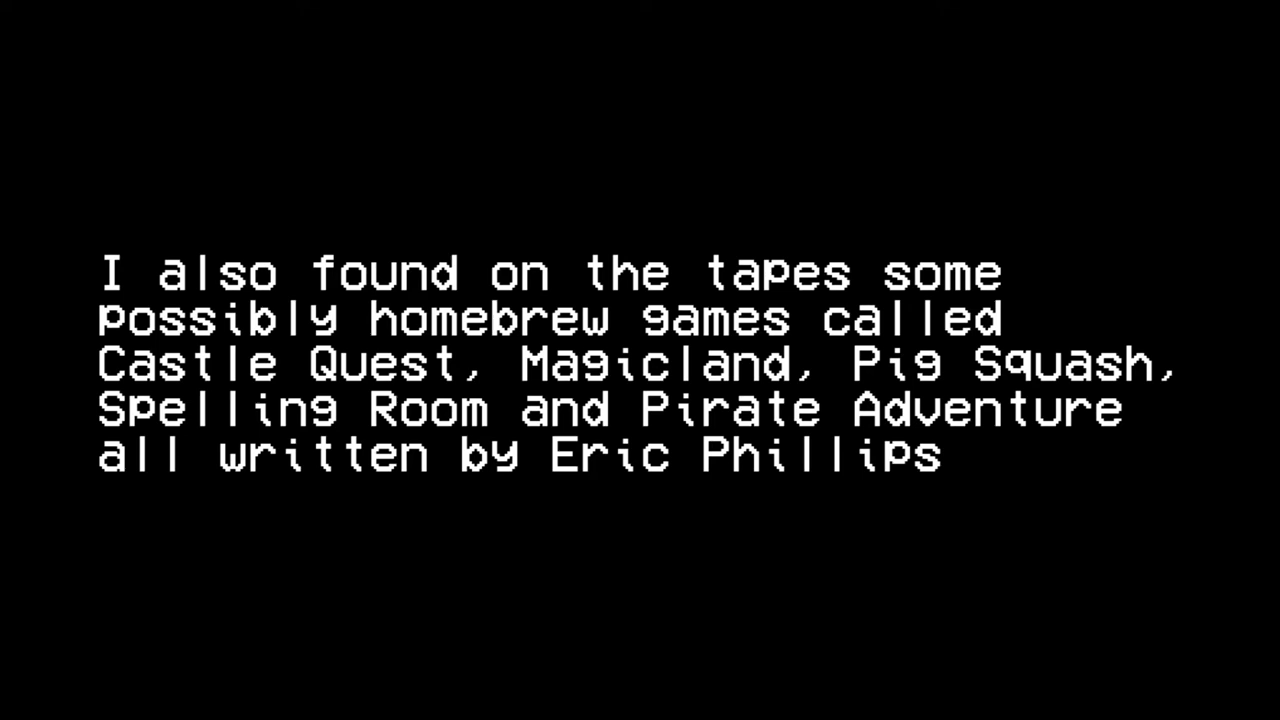 I also found on the tapes some
possibly homebrew games called
Castle Quest, Magicland, Pig Squash,
Spelling Room and Pirate Adventure
all written by Eric Phillips